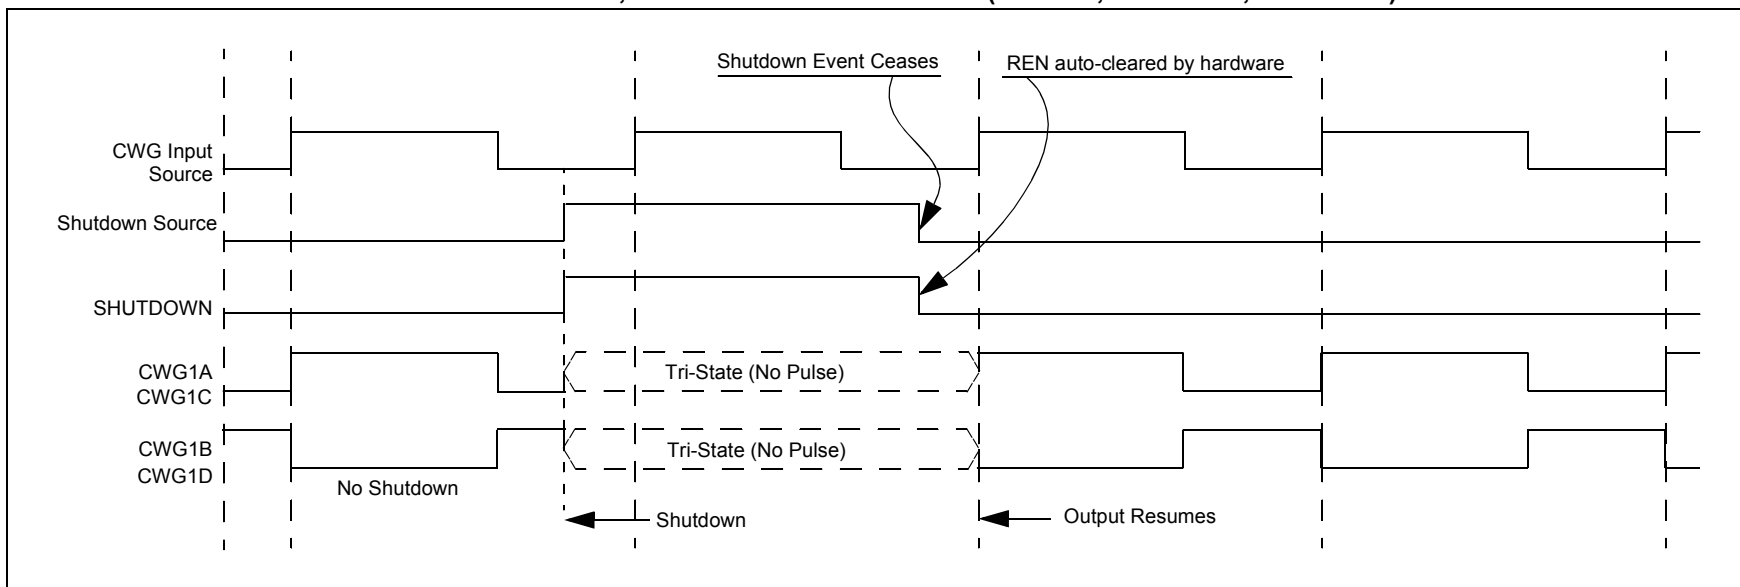 Shutdown Event Ceases
REN auto-cleared by hardware
CWG Input
Source
Shutdown Source
SHUTDOWN
CWG1A
CWG1C
Tri-State (No Pulse)
CWG1B
CWG1D
Tri-State (No Pulse)
No Shutdown
Shutdown
Output Resumes